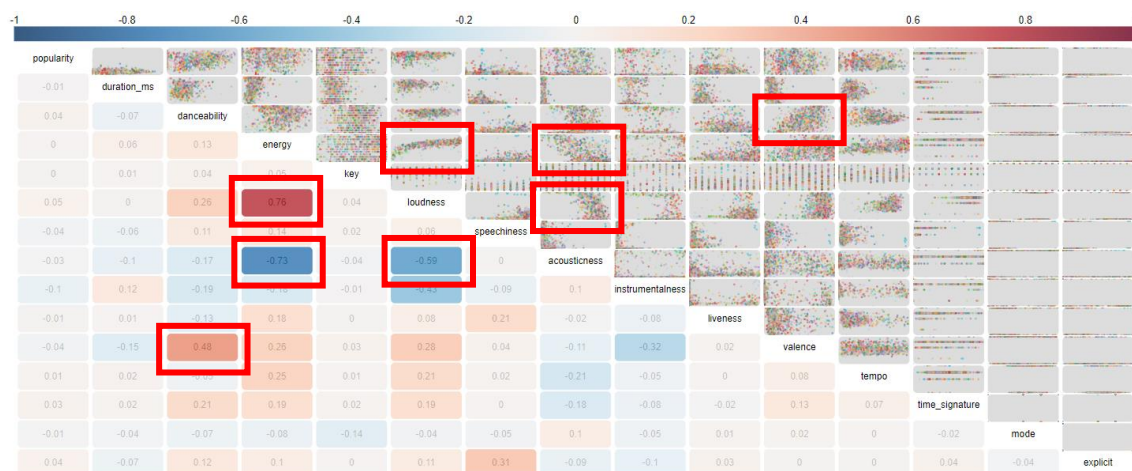 -1 -0.8 -0.6 -0.4 -0.2 0 0.2 0.4 0.6 0.8
popularity
-0.01 duration_ms
0.04 -0.07 danceability
0 0.06 0.13 energy
0 0.01 0.04 0.05 key
0.05 0 0.26 0.76 0.04 loudness
-0.04 -0.06 0.11 0.14 0.02 0.06 speechiness
-0.03 -0.1 -0.17 -0.73 -0.04 -0.59 0 acousticness
-0.1 0.12 -0.19 -0.01 -0.43 -0.09 0.1 instrumentalness
-0.01 0.01 -0.13 0.18 0 0.08 0.21 -0.02 -0.08 liveness
-0.04 -0.15 0.48 0.26 0.03 0.28 0.04 -0.11 -0.32 0.02 valence
0.01 0.02 0.25 0.01 0.21 0.02 -0.21 -0.05 0 0.08 tempo
0.03 0.02 0.21 0.19 0.02 0.19 0 -0.18 -0.08 -0.02 0.13 0.07 time_signature
-0.01 -0.04 -0.07 -0.08 -0.14 -0.04 -0.05 0.1 -0.05 0.01 0.02 0 -0.02 mode
0.04 -0.07 0.12 0.1 0 0.11 0.31 -0.09 -0.1 0.03 0 0 0.04 -0.04 explicit